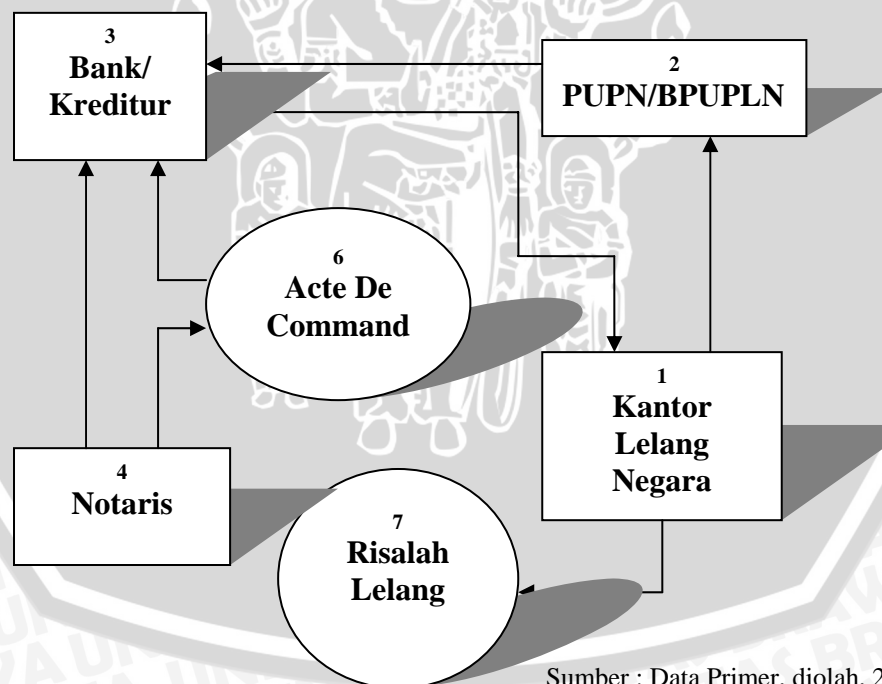 3
Bank/
Kreditur
2
PUPN/BPUPLN
6
Acte De
Command
1
Kantor
Lelang
Negara
4
Notaris
7
Risalah
Lelang
Sumber : Data Primer, diolah, 2